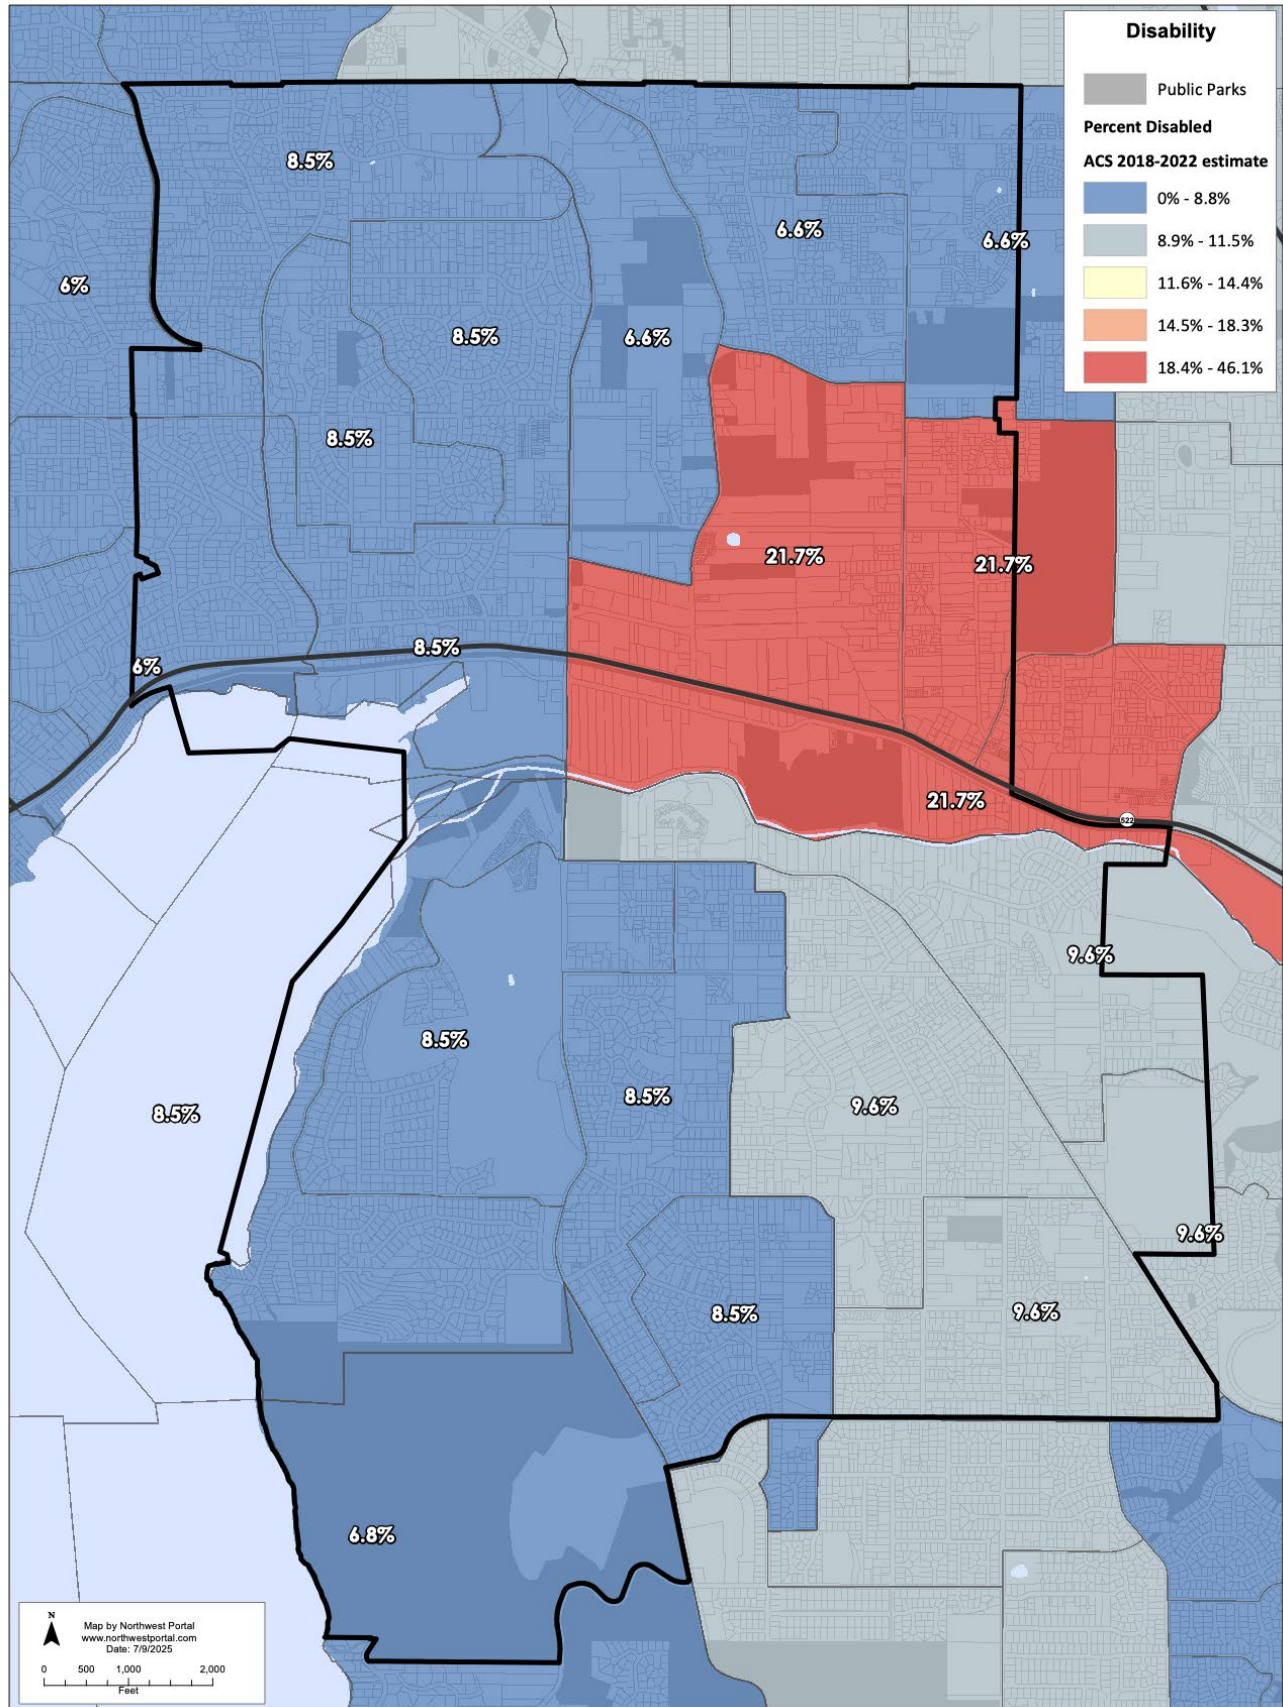 Disability
Public Parks
Percent Disabled
ACS 2018-2022 estimate
0% - 8.8%
8.9% - 11.5%
11.6% - 14.4%
14.5% - 18.3%
18.4% - 46.1%
8.5%
6.6%
6.6%
6%
8.5%
6.6%
8.5%
21.7%
21.7%
8.5%
6%
21.7%
522
9.6%
8.5%
8.5%
9.6%
8.5%
9.6%
8.5%
9.6%
6.8%
N
Map by Northwest Portal
www.northwestportal.com
Date: 7/9/2025
0 500 1,000 2,000
Feet